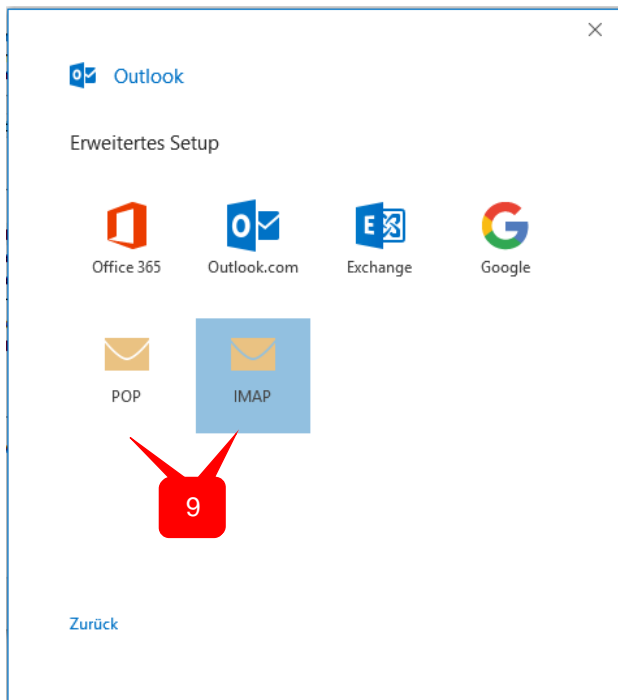 Outlook
Erweitertes Setup
Office 365
Outlook.com
Exchange
Google
POP
IMAP
9
Zurück